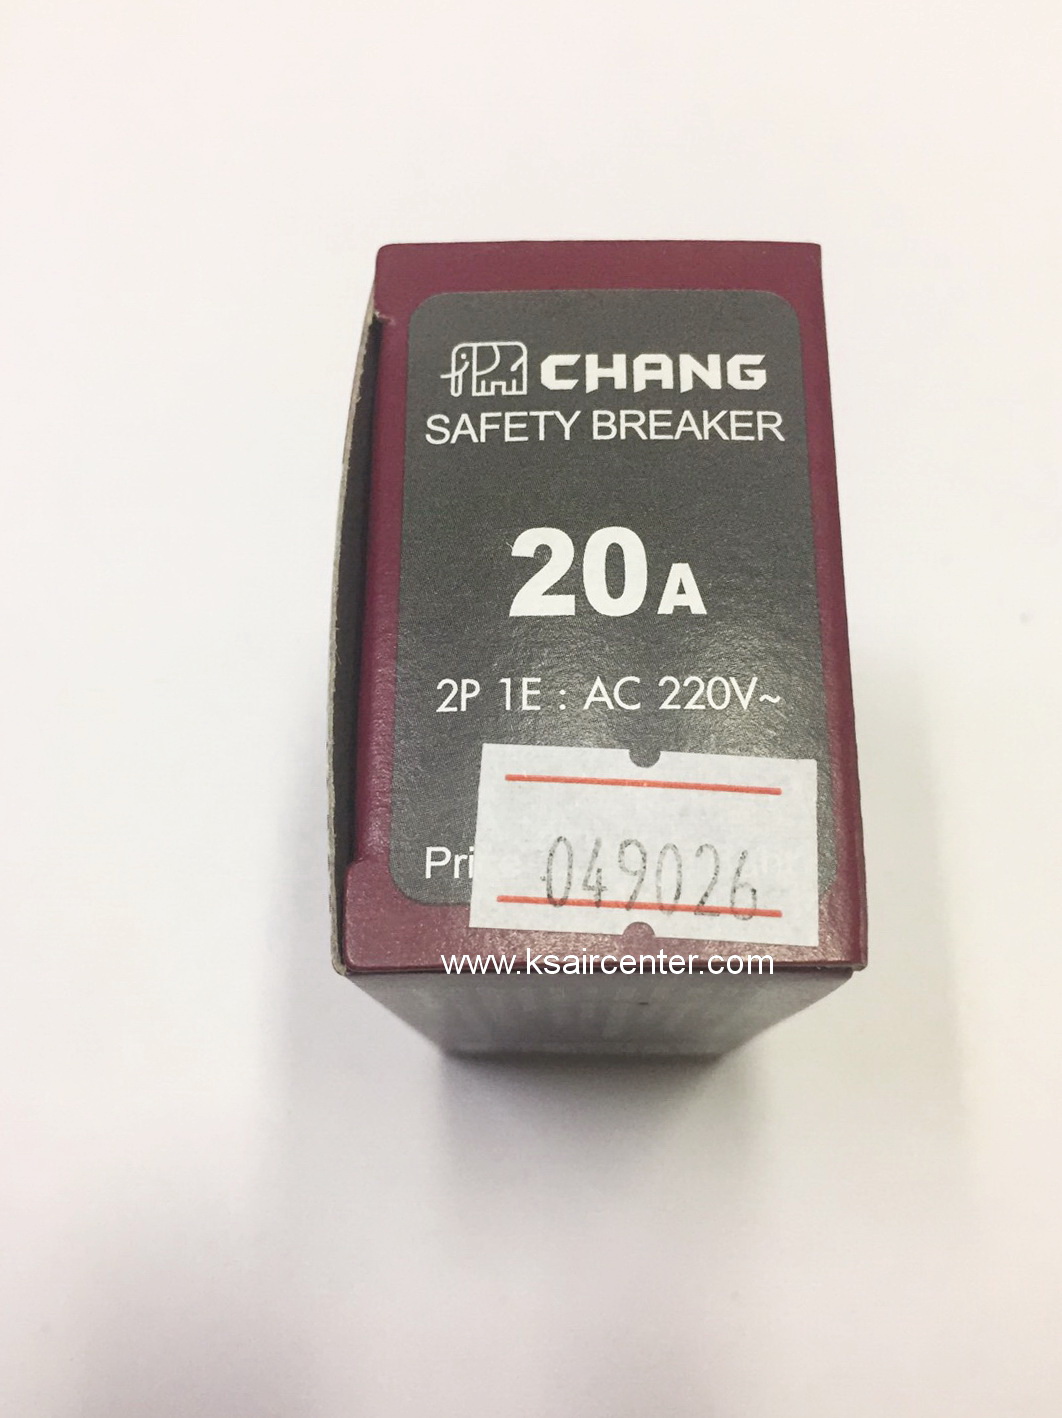 CHANG
SAFETY BREAKER
20A
2P 1E : AC 220V~
049026
www.ksaircenter.com